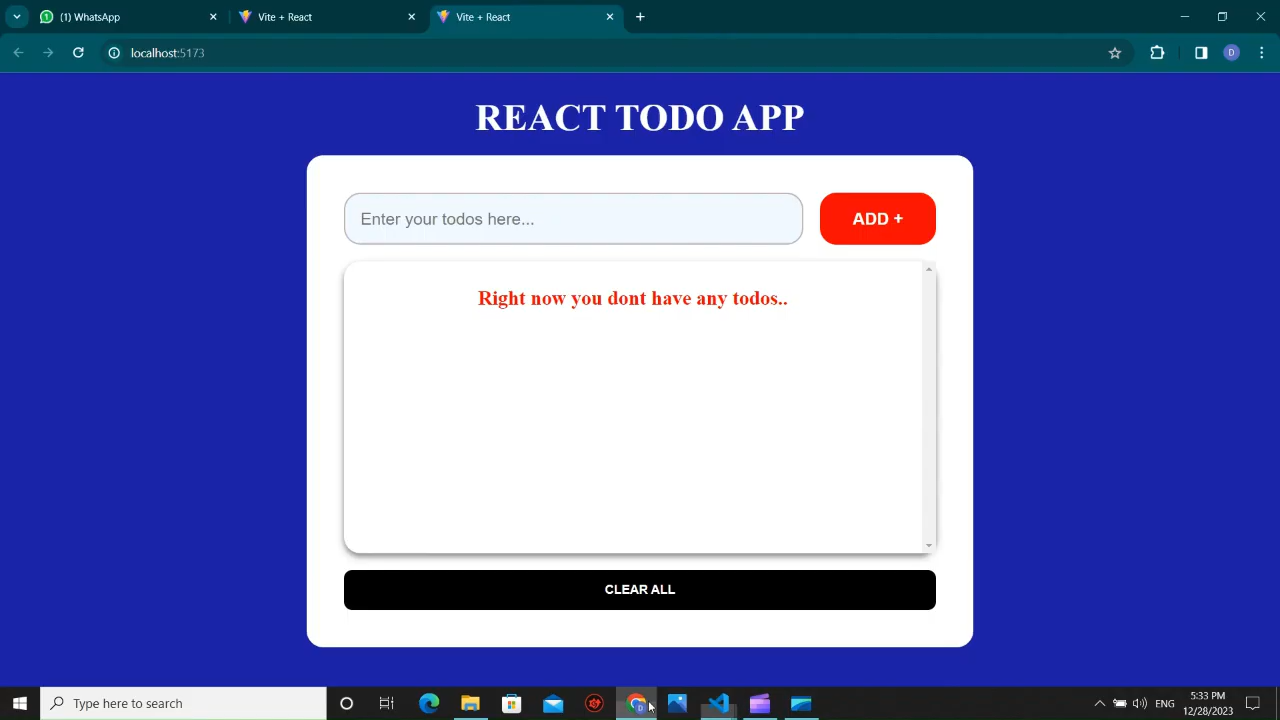 (1) WhatsApp
Vite + React
Vite + React
localhost:5173
D
REACT TODO APP
Enter your todos here...
ADD +
Right now you dont have any todos..
CLEAR ALL
Type here to search
D
ENG
5:33 PM
12/28/2023